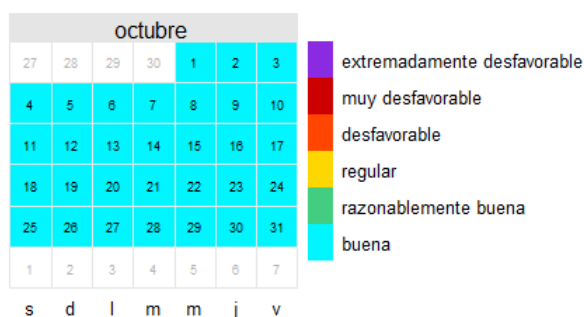 octubre
27 28 29 30 1 2 3
4 5 6 7 8 9 10
11 12 13 14 15 16 17
18 19 20 21 22 23 24
25 26 27 28 29 30 31
1 2 3 4 5 6 7
s d l m m j v
extremadamente desfavorable
muy desfavorable
desfavorable
regular
razonablemente buena
buena